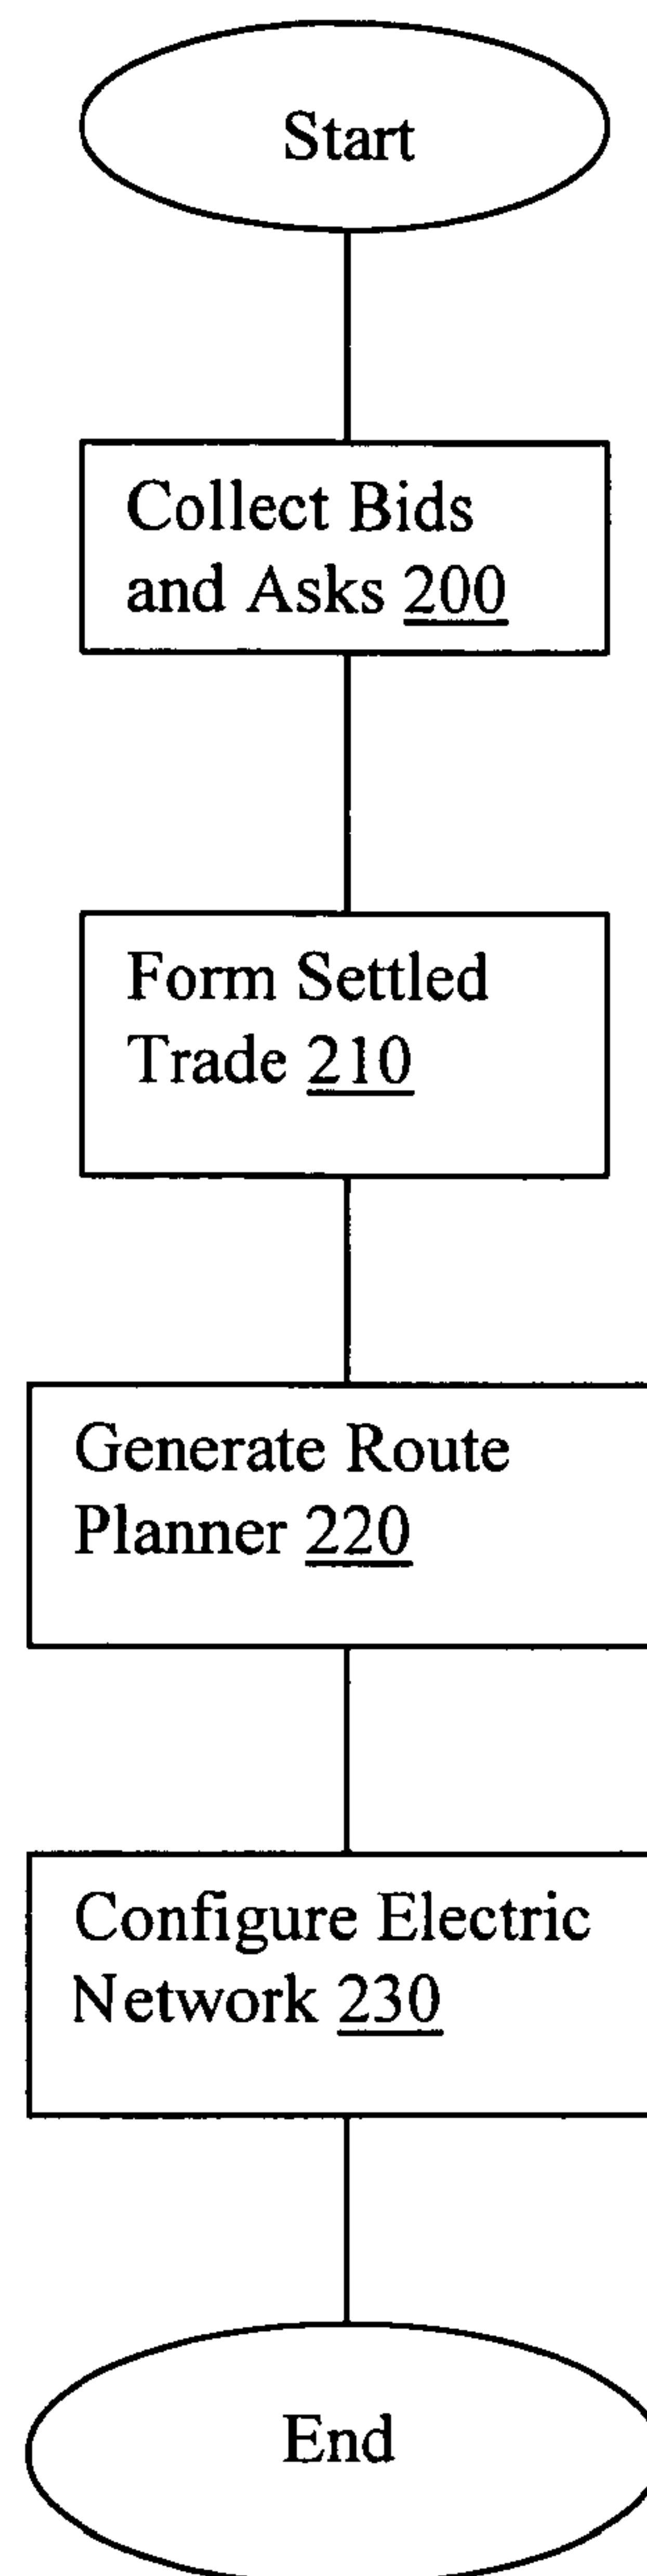 Start
Collect Bids
and Asks 200
Form Settled
Trade 210
Generate Route
Planner 220
Configure Electric
Network 230
End